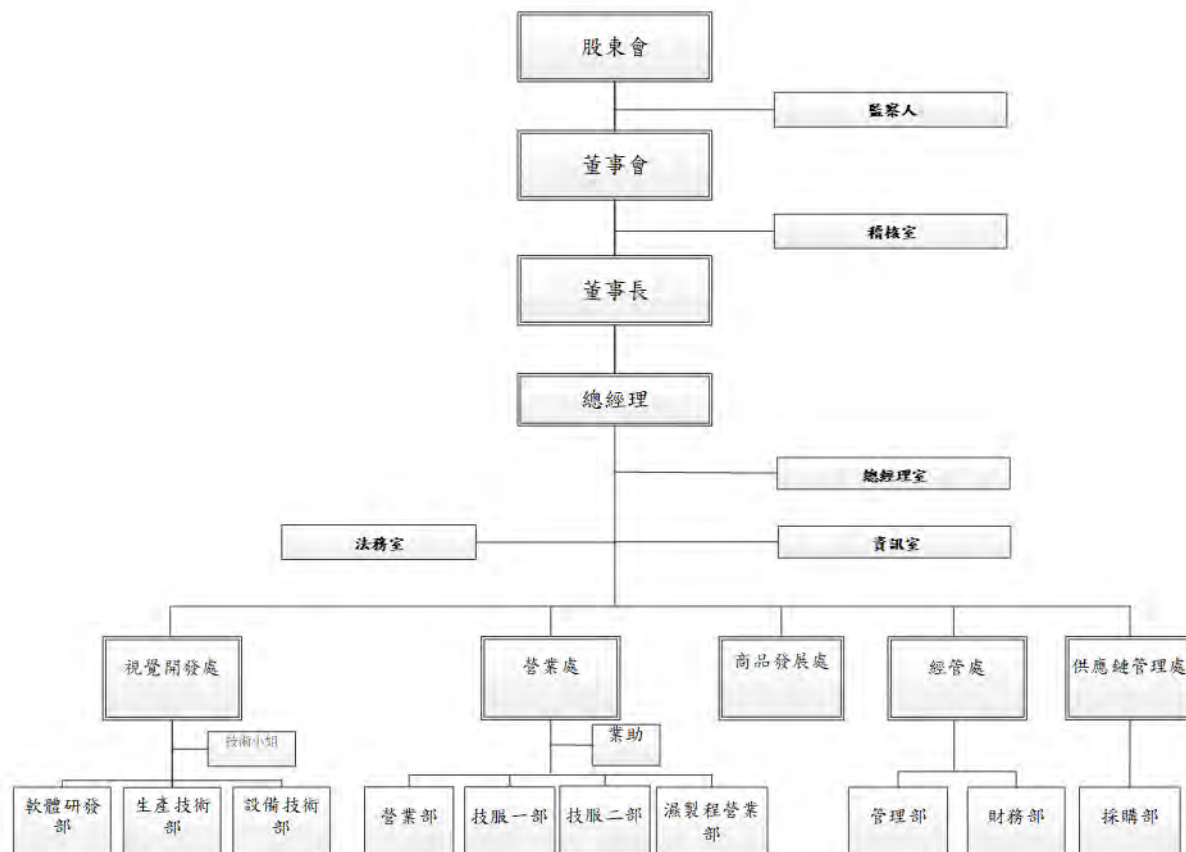 股東會
監察人
董事會
稽核室
董事長
總經理
總經理室
法務室
資訊室
視覺開發處
營業處
商品發展處
經管處
供應鏈管理處
技術小組
業助
軟體研發
部
生產技術
部
設備技術
部
營業部
技服一部
技服二部
濕製程營業
部
管理部
財務部
採購部